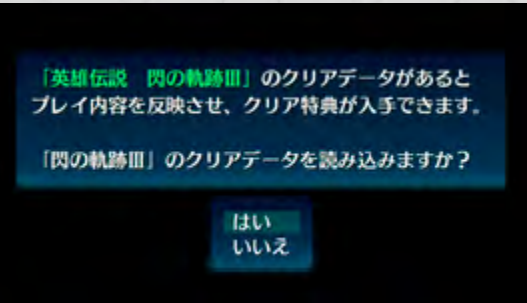 「英雄伝説　閃の軌跡Ⅲ」のクリアデータがあると
プレイ内容を反映させ、クリア特典が入手できます。
「閃の軌跡Ⅲ」のクリアデータを読み込みますか？
はい
いいえ